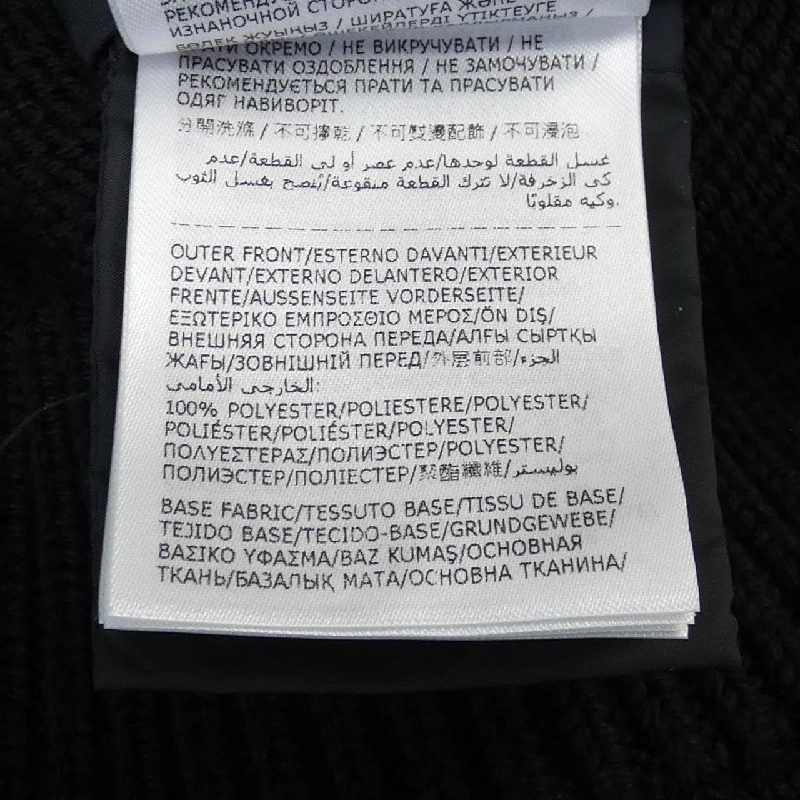 РЕКОМЕНДУ
ИЗНАНОЧНОЙ СТОРОН
БӨЛЕК ЖУЫҢЫЗ / ШИРАТУҒА ЖӘНЕ
ОКРЕМО / НЕ ВИКРУЧУВАТИ / НЕ
ПРАСУВАТИ ОЗДОБЛЕННЯ / НЕ ЗАМОЧУВАТИ /
РЕКОМЕНДУЄТЬСЯ ПРАТИ ТА ПРАСУВАТИ
ОДЯГ НАВИВОРІТ.
分開洗滌 / 不可擰乾 / 不可熨燙配飾 / 不可浸泡
غسل القطعة لوحدها/عدم عصر أو لي القطعة/عدم
كي الزخرفة/لا تترك القطعة منقوعة/يُنصح بغسل الثوب
وكيه مقلوبًا.
OUTER FRONT/ESTERNO DAVANTI/EXTERIEUR
DEVANT/EXTERNO DELANTERO/EXTERIOR
FRENTE/AUSSENSEITE VORDERSEITE/
ΕΞΩΤΕΡΙΚΟ ΕΜΠΡΟΣΘΙΟ ΜΕΡΟΣ/ÖN DIŞ/
ВНЕШНЯЯ СТОРОНА ПЕРЕДА/АЛҒЫ СЫРТҚЫ
ЖАҒЫ/ЗОВНІШНІЙ ПЕРЕД/外層前部/الجزء
الخارجي الأمامي:
100% POLYESTER/POLIESTERE/POLYESTER/
POLIÉSTER/POLIÉSTER/POLYESTER/
ΠΟΛΥΕΣΤΕΡΑΣ/ПОЛИЭСТЕР/POLYESTER/
ПОЛИЭСТЕР/ПОЛІЕСТЕР/聚酯纖維/بوليستر
BASE FABRIC/TESSUTO BASE/TISSU DE BASE/
TEJIDO BASE/TECIDO-BASE/GRUNDGEWEBE/
ΒΑΣΙΚΟ ΥΦΑΣΜΑ/BAZ KUMAŞ/ОСНОВНАЯ
ТКАНЬ/БАЗАЛЫҚ МАТА/ОСНОВНА ТКАНИНА/